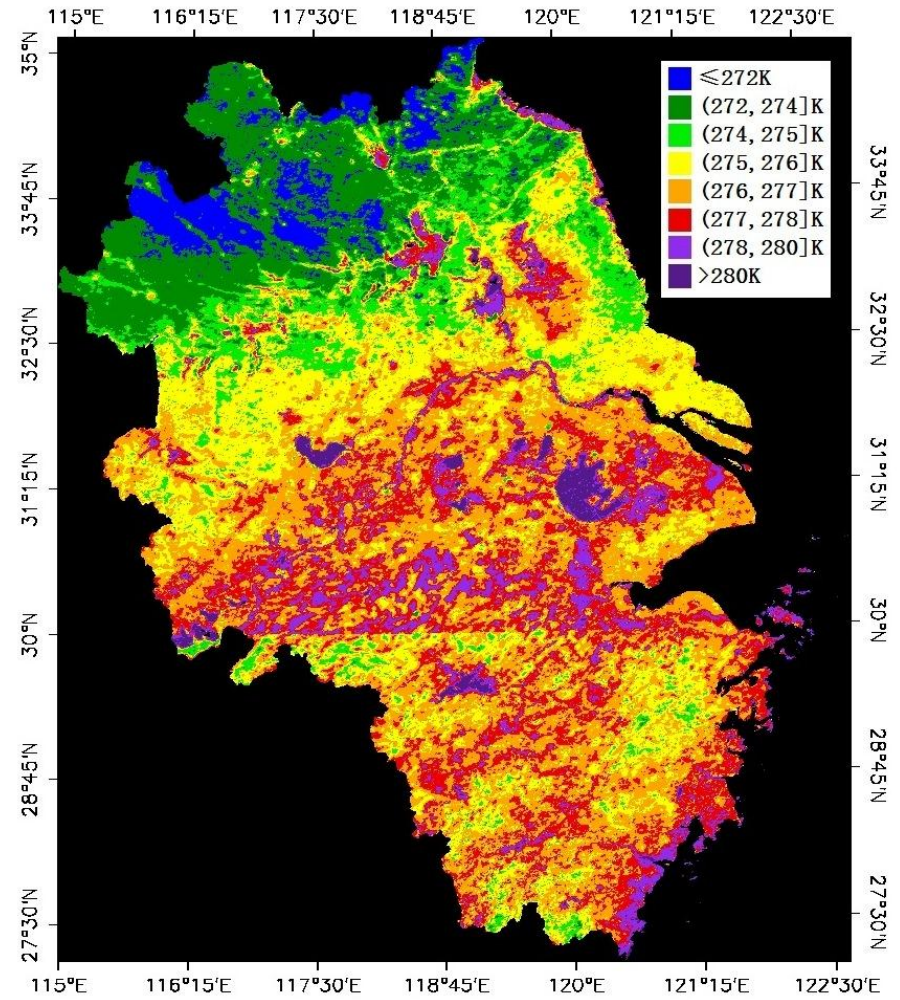 115°E 116°15'E 117°30'E 118°45'E 120°E 121°15'E 122°30'E
35°N
33°45'N
32°30'N
31°15'N
30°N
28°45'N
27°30'N
≤272K
(272, 274]K
(274, 275]K
(275, 276]K
(276, 277]K
(277, 278]K
(278, 280]K
>280K
33°45'N
32°30'N
31°15'N
30°N
28°45'N
27°30'N
115°E 116°15'E 117°30'E 118°45'E 120°E 121°15'E 122°30'E